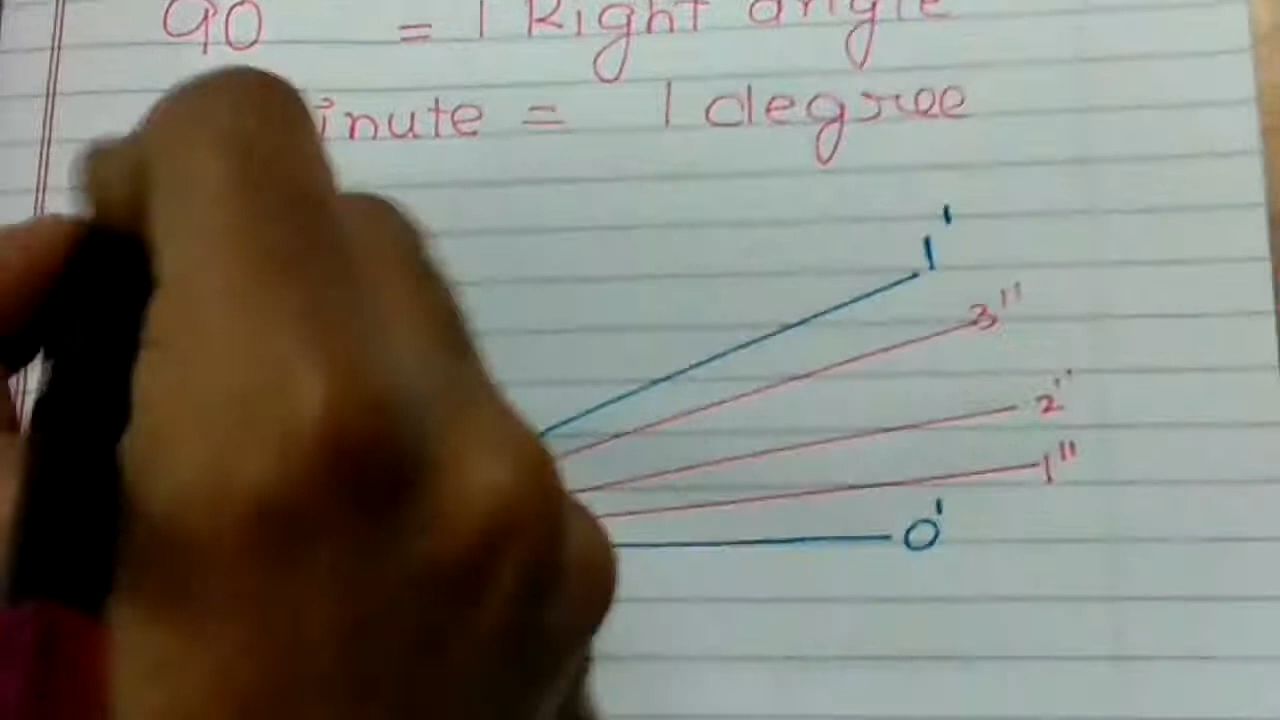 90 = 1 Right angle
inute = 1 degree
1'
3"
2"
1"
0'